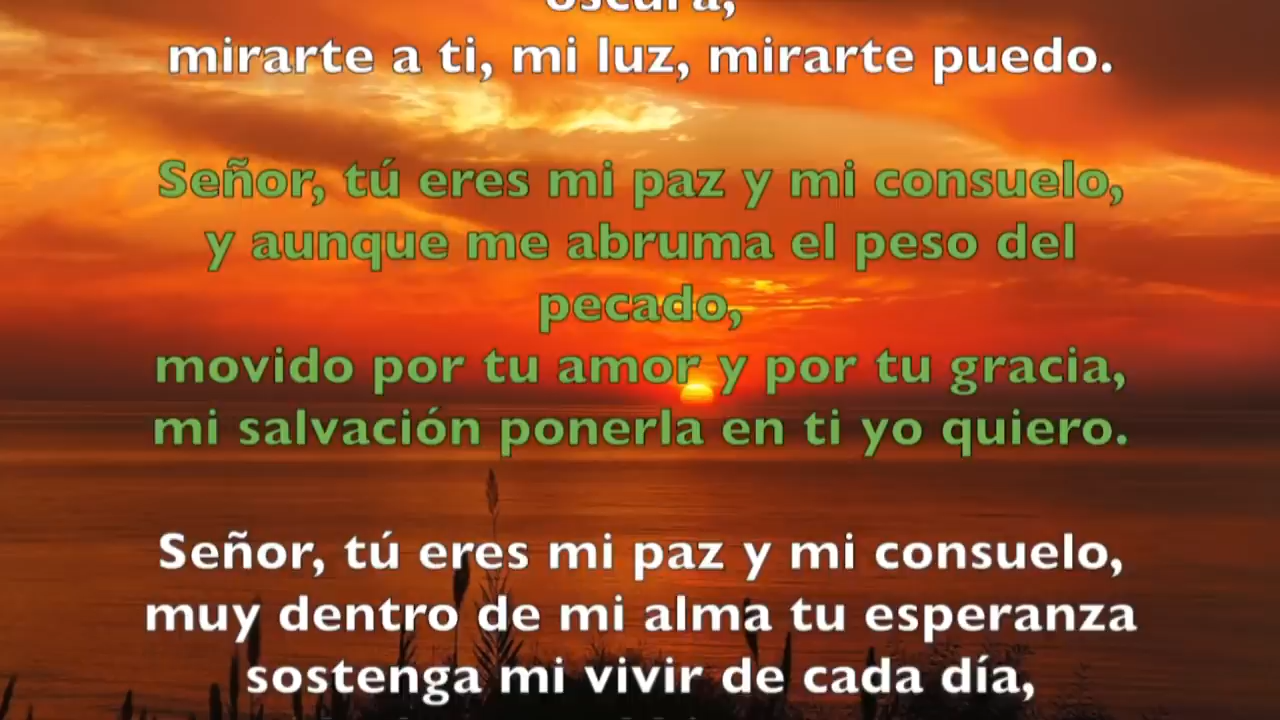 oscura,
mirarte a ti, mi luz, mirarte puedo.
Señor, tú eres mi paz y mi consuelo,
y aunque me abruma el peso del
pecado,
movido por tu amor y por tu gracia,
mi salvación ponerla en ti yo quiero.
Señor, tú eres mi paz y mi consuelo,
muy dentro de mi alma tu esperanza
sostenga mi vivir de cada día,